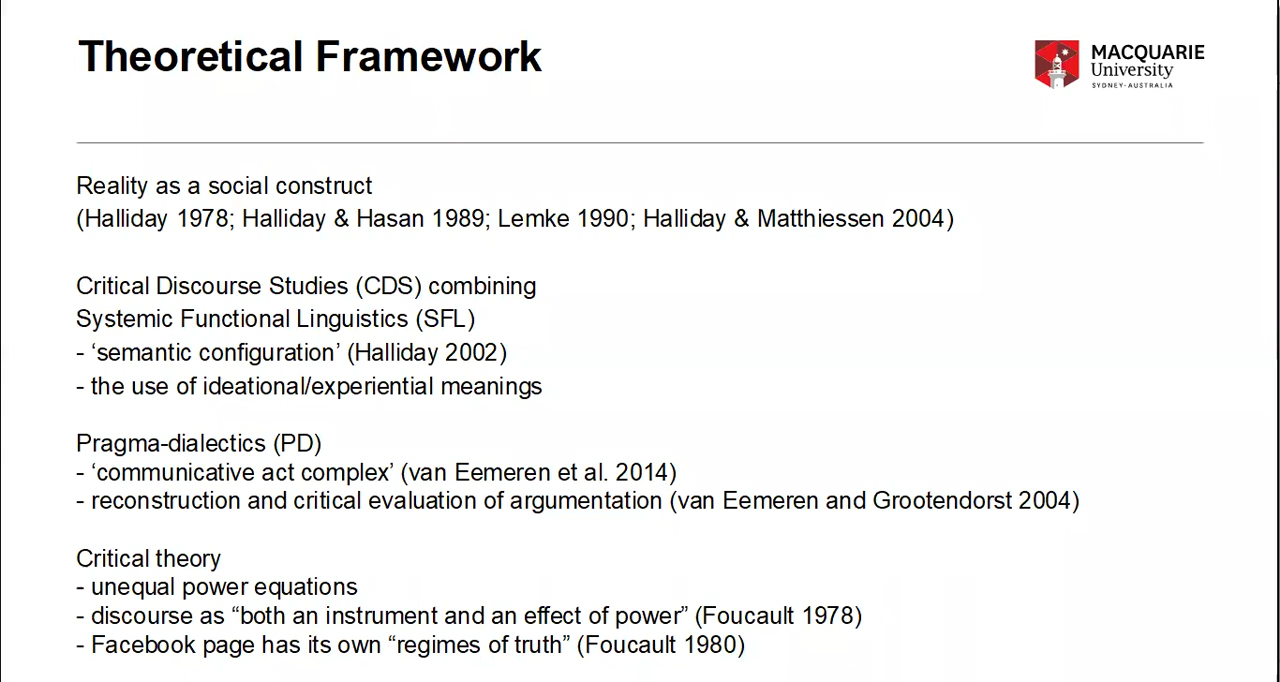 Theoretical Framework
MACQUARIE
University
SYDNEY·AUSTRALIA
Reality as a social construct
(Halliday 1978; Halliday & Hasan 1989; Lemke 1990; Halliday & Matthiessen 2004)
Critical Discourse Studies (CDS) combining
Systemic Functional Linguistics (SFL)
- ‘semantic configuration’ (Halliday 2002)
- the use of ideational/experiential meanings
Pragma-dialectics (PD)
- ‘communicative act complex’ (van Eemeren et al. 2014)
- reconstruction and critical evaluation of argumentation (van Eemeren and Grootendorst 2004)
Critical theory
- unequal power equations
- discourse as “both an instrument and an effect of power” (Foucault 1978)
- Facebook page has its own “regimes of truth” (Foucault 1980)